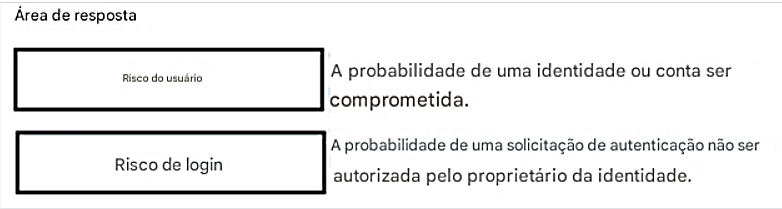 Área de resposta
Risco do usuário
A probabilidade de uma identidade ou conta ser
comprometida.
Risco de login
A probabilidade de uma solicitação de autenticação não ser
autorizada pelo proprietário da identidade.